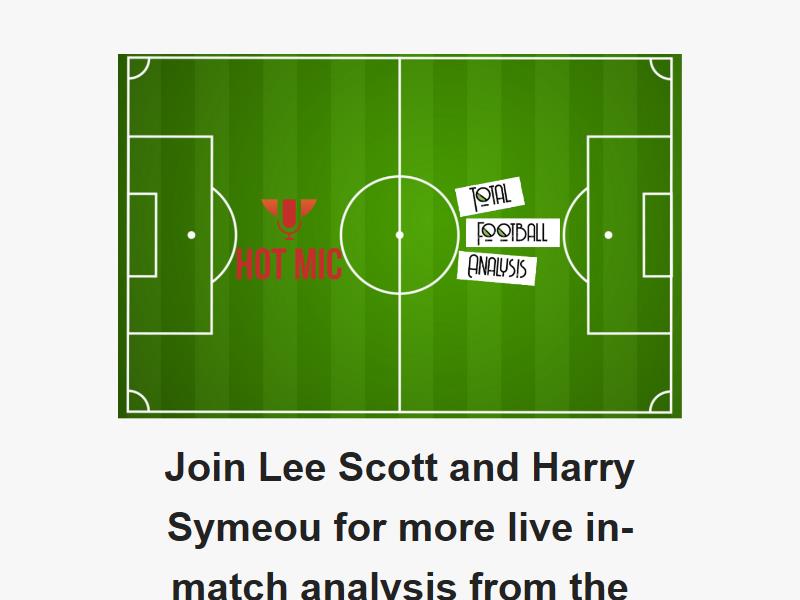 HOT MIC
TOTAL
FOOTBALL
ANALYSIS
Join Lee Scott and Harry
Symeou for more live in-
match analysis from the